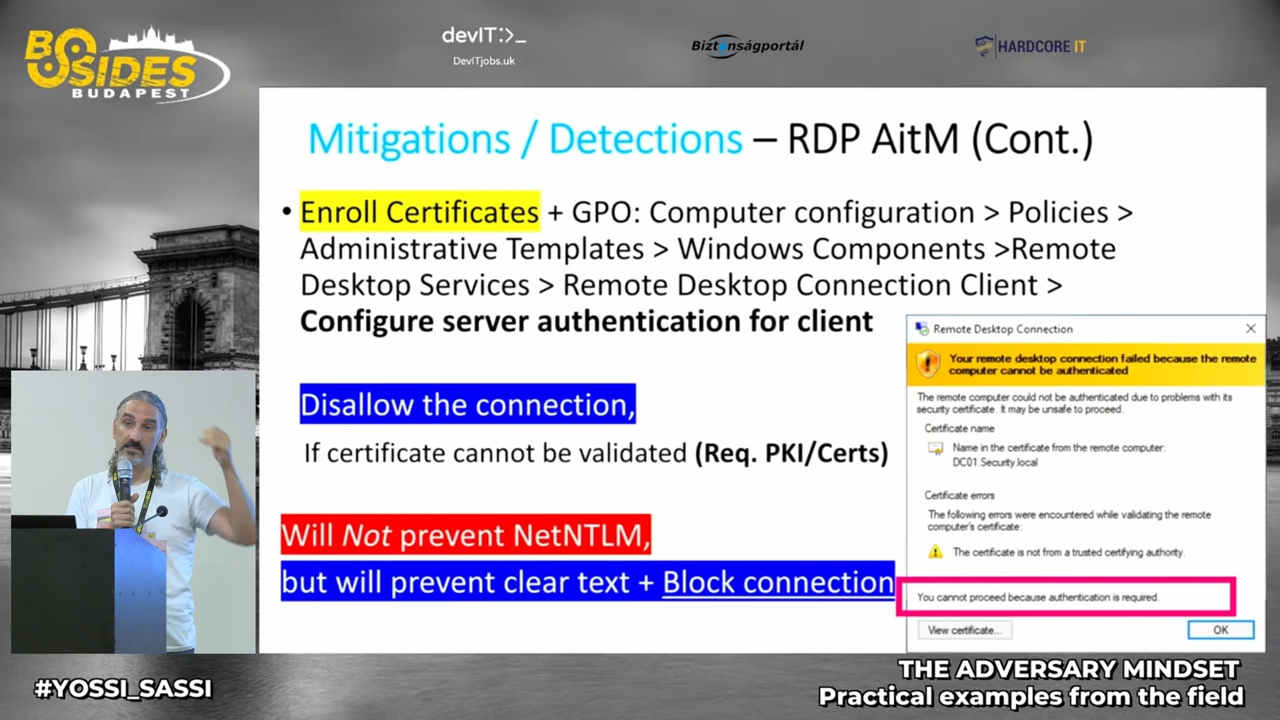 BSIDES
BUDAPEST
devIT:>_
DevITjobs.uk
Biztonságportál
HARDCORE IT
Mitigations / Detections – RDP AitM (Cont.)
• Enroll Certificates + GPO: Computer configuration > Policies >
Administrative Templates > Windows Components >Remote
Desktop Services > Remote Desktop Connection Client >
Configure server authentication for client
Disallow the connection,
If certificate cannot be validated (Req. PKI/Certs)
Will Not prevent NetNTLM,
but will prevent clear text + Block connection
Remote Desktop Connection
Your remote desktop connection failed because the remote
computer cannot be authenticated
The remote computer could not be authenticated due to problems with its
security certificate. It may be unsafe to proceed.
Certificate name
Name in the certificate from the remote computer:
DC01.Security.local
Certificate errors
The following errors were encountered while validating the remote
computer's certificate:
The certificate is not from a trusted certifying authority.
You cannot proceed because authentication is required.
View certificate...
OK
#YOSSI_SASSI
THE ADVERSARY MINDSET
Practical examples from the field